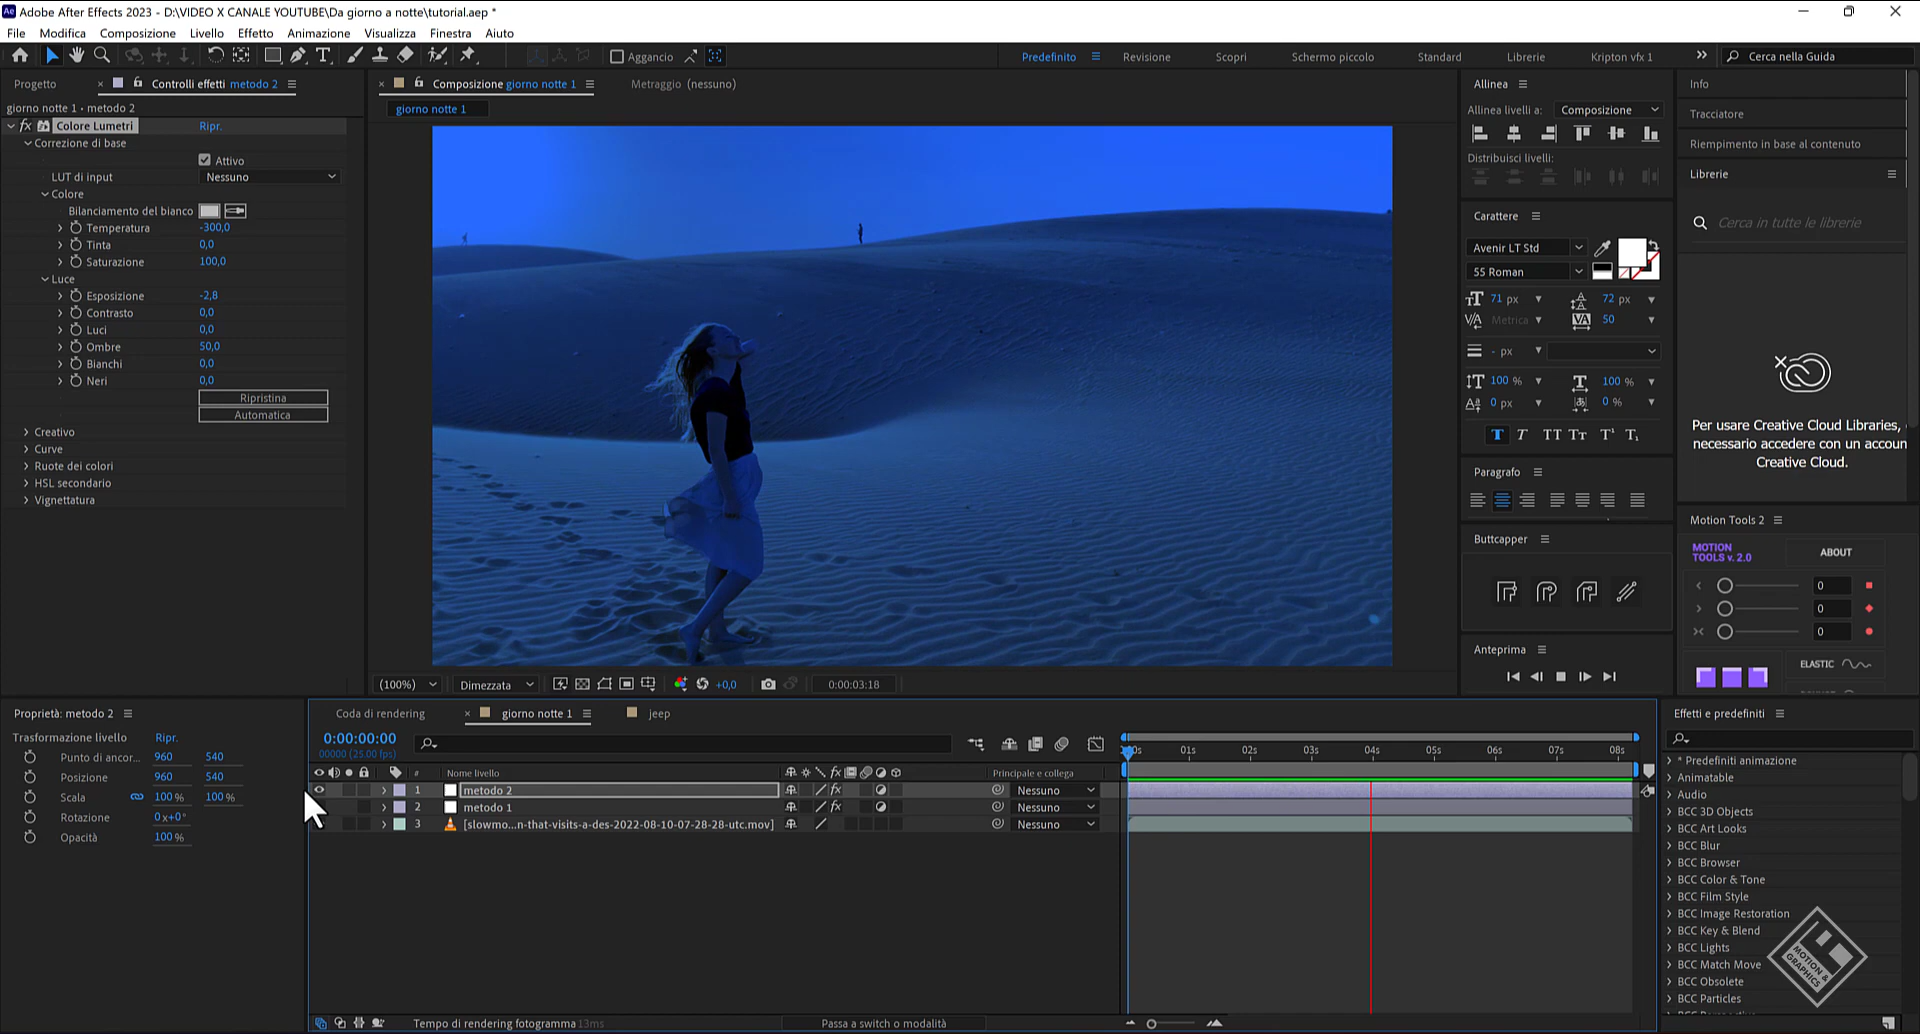 Adobe After Effects 2023 - D:\VIDEO X CANALE YOUTUBE\Da giorno a notte\tutorial.aep *
File Modifica Composizione Livello Effetto Animazione Visualizza Finestra Aiuto
Aggancio Predefinito Revisione Scopri Schermo piccolo Standard Librerie Kripton vfx 1 Cerca nella Guida
Progetto
Controlli effetti metodo 2
giorno notte 1 • metodo 2
fx Colore Lumetri Ripr.
Correzione di base
Attivo
LUT di input Nessuno
Colore
Bilanciamento del bianco
Temperatura -300,0
Tinta 0,0
Saturazione 100,0
Luce
Esposizione -2,8
Contrasto 0,0
Luci 0,0
Ombre 50,0
Bianchi 0,0
Neri 0,0
Ripristina
Automatica
Creativo
Curve
Ruote dei colori
HSL secondario
Vignettatura
Composizione giorno notte 1
Metraggio (nessuno)
giorno notte 1
(100%) Dimezzata +0,0 0:00:03:18
Allinea
Allinea livelli a: Composizione
Distribuisci livelli:
Carattere
Avenir LT Std
55 Roman
71 px 72 px
Metrica 50
- px
100 % 100 %
0 px 0 %
Paragrafo
Buttcapper
Anteprima
Info
Tracciatore
Riempimento in base al contenuto
Librerie
Cerca in tutte le librerie
Per usare Creative Cloud Libraries,
necessario accedere con un accoun
Creative Cloud.
Motion Tools 2
MOTION
TOOLS v. 2.0
ABOUT
0
0
0
ELASTIC
Proprietà: metodo 2
Trasformazione livello Ripr.
Punto di ancor... 960 540
Posizione 960 540
Scala 100 % 100 %
Rotazione 0x+0°
Opacità 100 %
Coda di rendering giorno notte 1 jeep
0:00:00:00
00000 (25.00 fps)
# Nome livello fx Principale e collega
1 metodo 2 fx Nessuno
2 metodo 1 fx Nessuno
3 [slowmo...n-that-visits-a-des-2022-08-10-07-28-28-utc.mov] Nessuno
01s 02s 03s 04s 05s 06s 07s 08s
Tempo di rendering fotogramma 13ms
Passa a switch o modalità
Effetti e predefiniti
* Predefiniti animazione
Animatable
Audio
BCC 3D Objects
BCC Art Looks
BCC Blur
BCC Browser
BCC Color & Tone
BCC Film Style
BCC Image Restoration
BCC Key & Blend
BCC Lights
BCC Match Move
BCC Obsolete
BCC Particles
MOTION &
GRAPHICS